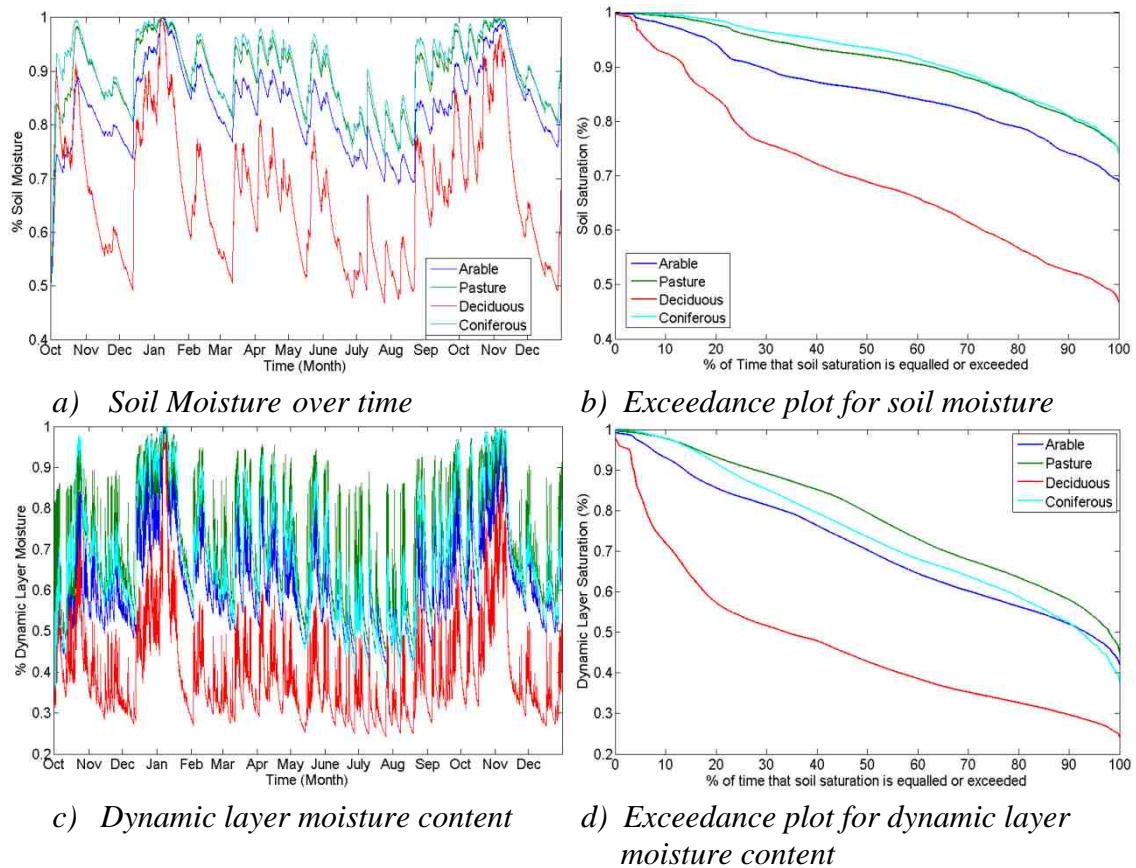 1
0.9
0.8
0.7
0.6
0.5
0.4
% Soil Moisture
Arable
Pasture
Deciduous
Coniferous
Oct Nov Dec Jan Feb Mar Apr May June July Aug Sep Oct Nov Dec
Time (Month)
a) Soil Moisture over time
1
0.9
0.8
0.7
0.6
0.5
0.4
Soil Saturation (%)
Arable
Pasture
Deciduous
Coniferous
0 10 20 30 40 50 60 70 80 90 100
% of Time that soil saturation is equalled or exceeded
b) Exceedance plot for soil moisture
1
0.9
0.8
0.7
0.6
0.5
0.4
0.3
0.2
% Dynamic Layer Moisture
Oct Nov Dec Jan Feb Mar Apr May June July Aug Sep Oct Nov Dec
Time (Month)
c) Dynamic layer moisture content
1
0.9
0.8
0.7
0.6
0.5
0.4
0.3
0.2
Dynamic Layer Saturation (%)
Arable
Pasture
Deciduous
Coniferous
0 10 20 30 40 50 60 70 80 90 100
% of time that soil saturation is equalled or exceeded
d) Exceedance plot for dynamic layer
moisture content